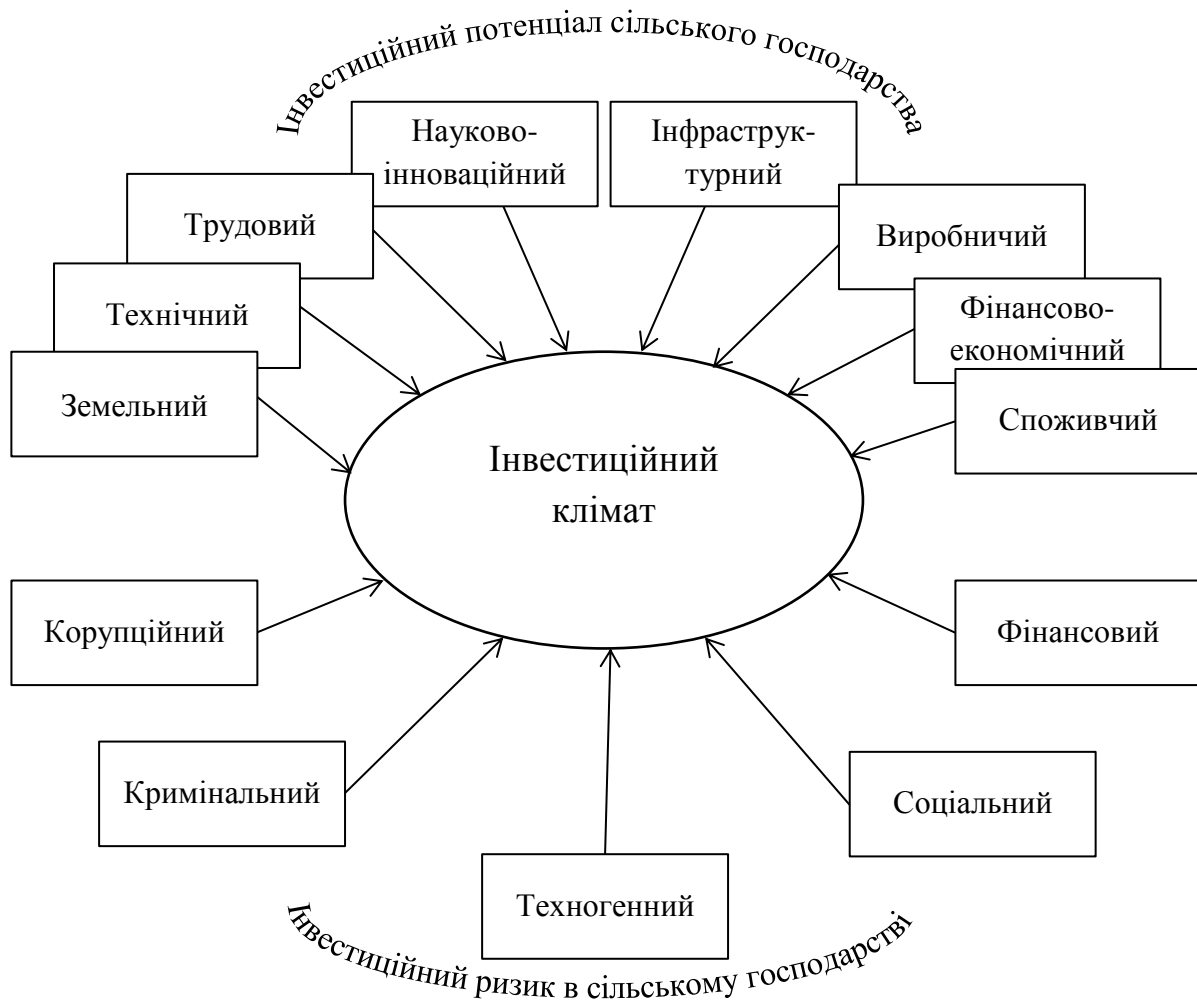 Інвестиційний потенціал сільського господарства
Науково-
інноваційний
Інфраструк-
турний
Трудовий
Виробничий
Технічний
Фінансово-
економічний
Земельний
Споживчий
Інвестиційний
клімат
Корупційний
Фінансовий
Кримінальний
Соціальний
Техногенний
Інвестиційний ризик в сільському господарстві